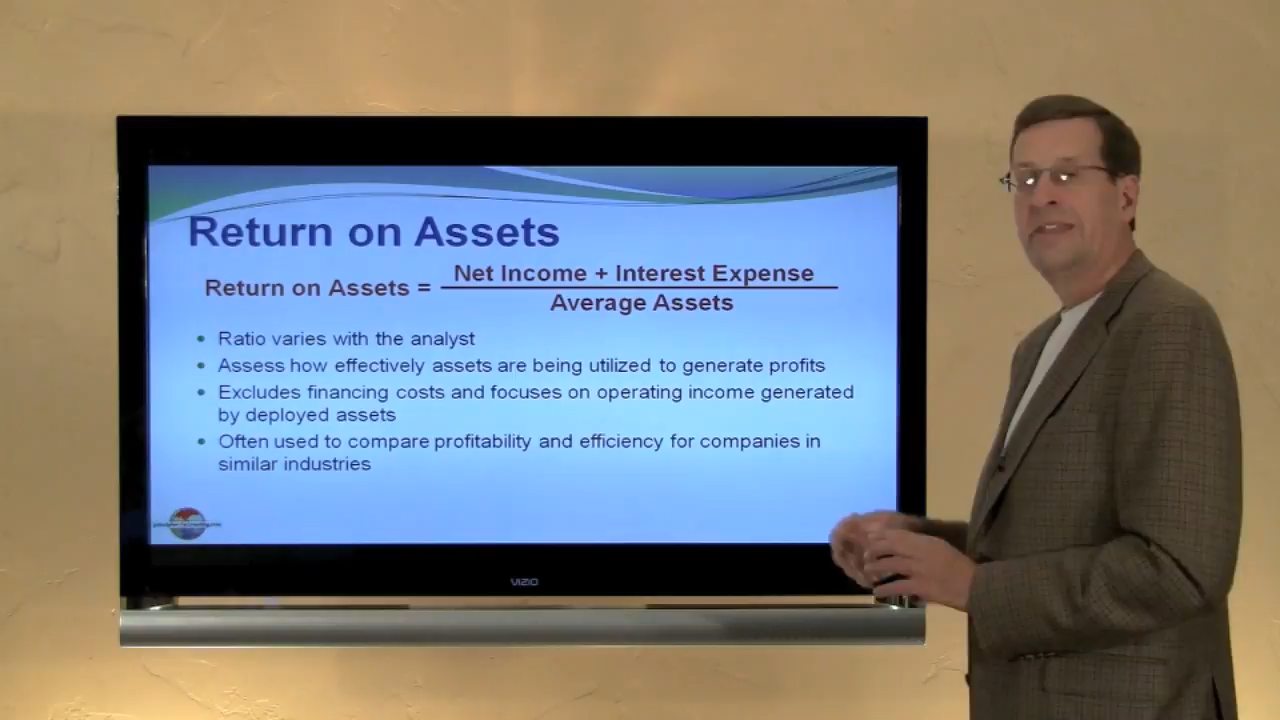 Return on Assets
Return on Assets = Net Income + Interest Expense
Average Assets
• Ratio varies with the analyst
• Assess how effectively assets are being utilized to generate profits
• Excludes financing costs and focuses on operating income generated
by deployed assets
• Often used to compare profitability and efficiency for companies in
similar industries
VIZIO